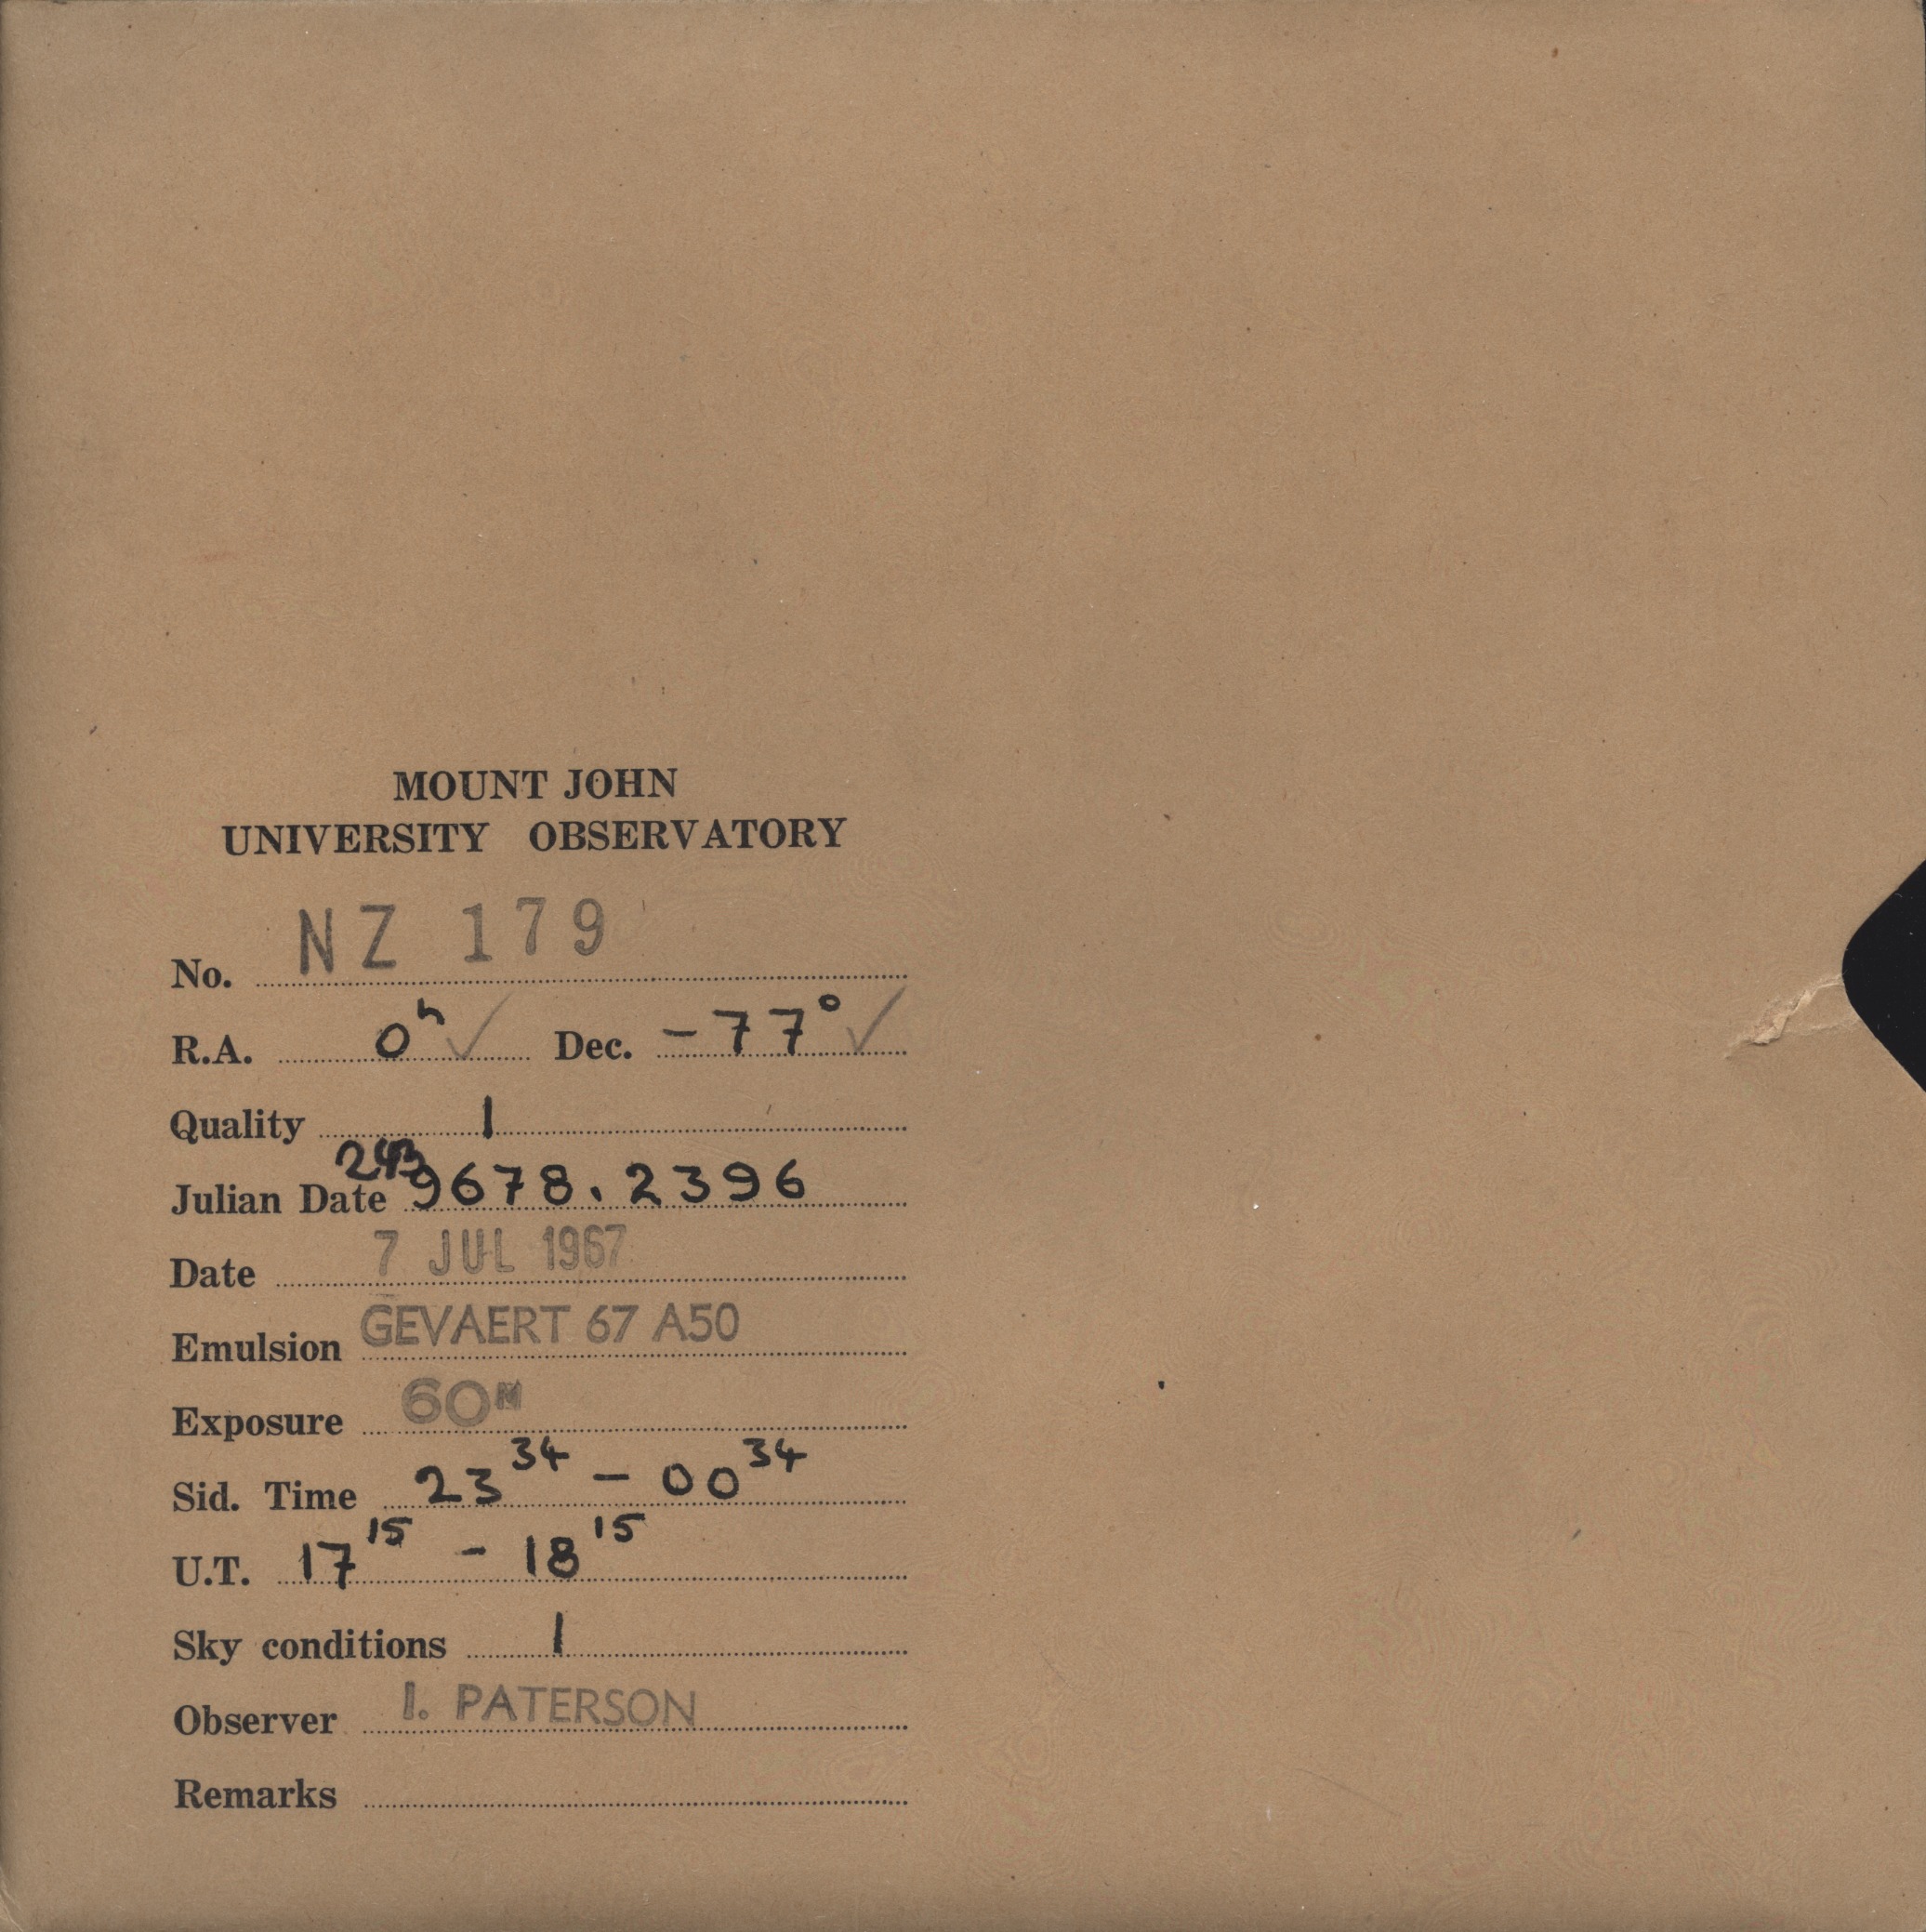 MOUNT JOHN
UNIVERSITY OBSERVATORY
No. NZ 179
R.A. 0h ✓ Dec. -77° ✓
Quality 1
Julian Date 2439678.2396
Date 7 JUL 1967
Emulsion GEVAERT 67 A50
Exposure 60M
Sid. Time 23 34 - 00 34
U.T. 17 15 - 18 15
Sky conditions 1
Observer I. PATERSON
Remarks